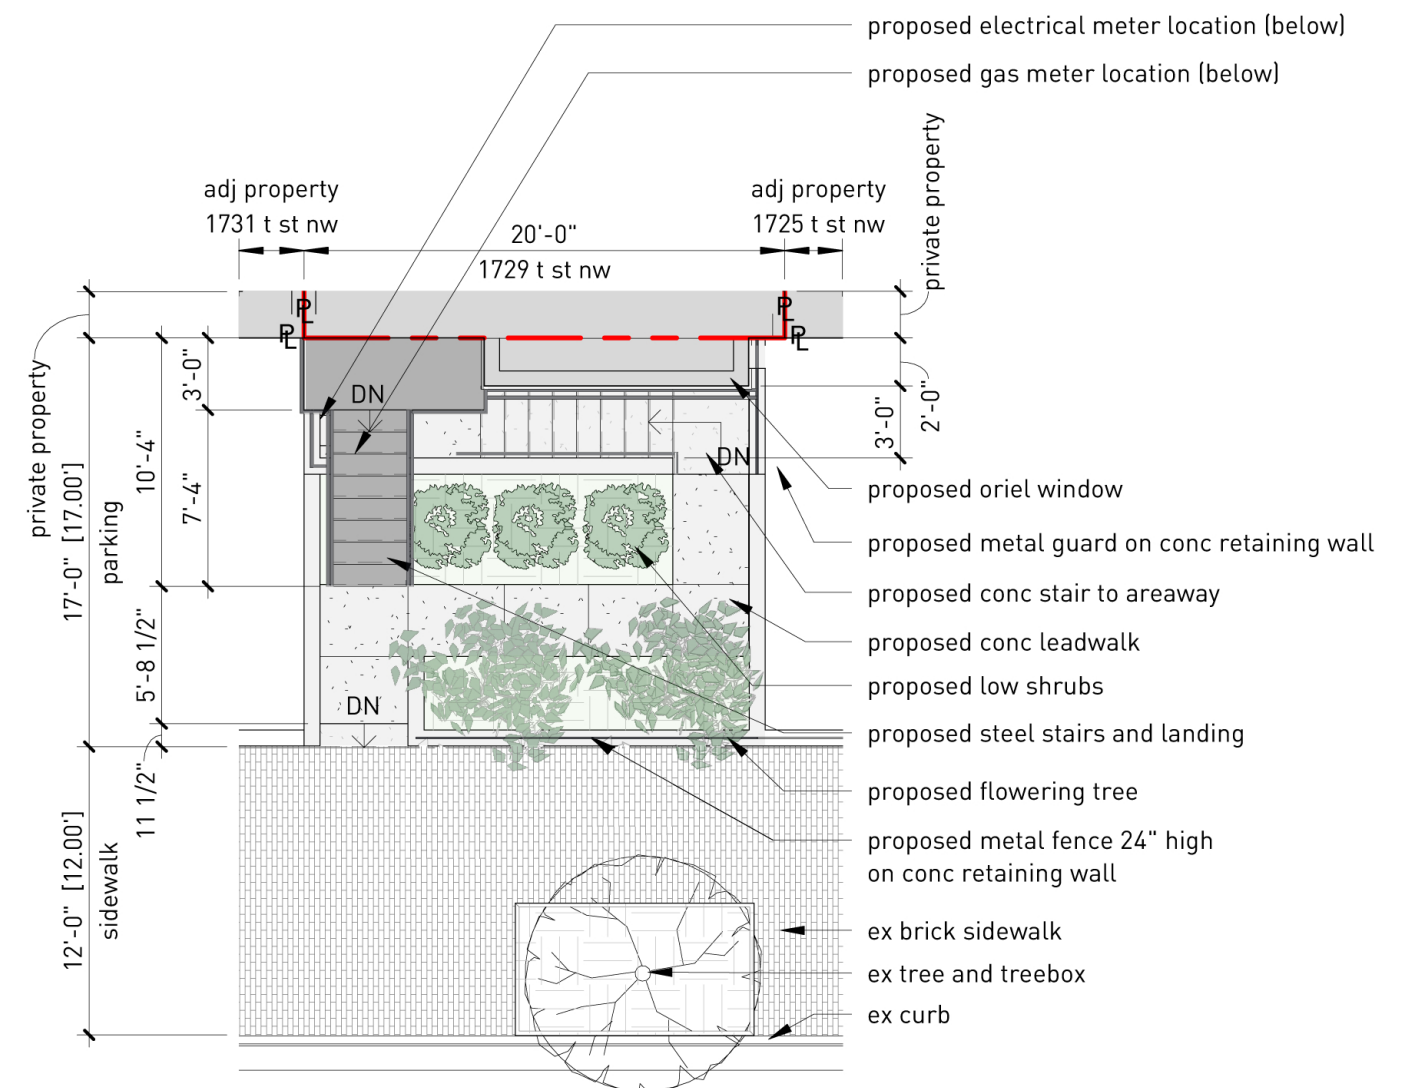 proposed electrical meter location (below)
proposed gas meter location (below)
private property
adj property
1731 t st nw
adj property
1725 t st nw
20'-0"
1729 t st nw
PL
PL
PL
PL
private property
17'-0" [17.00']
parking
10'-4"
3'-0"
7'-4"
5'-8 1/2"
11 1/2"
12'-0" [12.00']
sidewalk
DN
DN
DN
3'-0"
2'-0"
proposed oriel window
proposed metal guard on conc retaining wall
proposed conc stair to areaway
proposed conc leadwalk
proposed low shrubs
proposed steel stairs and landing
proposed flowering tree
proposed metal fence 24" high
on conc retaining wall
ex brick sidewalk
ex tree and treebox
ex curb